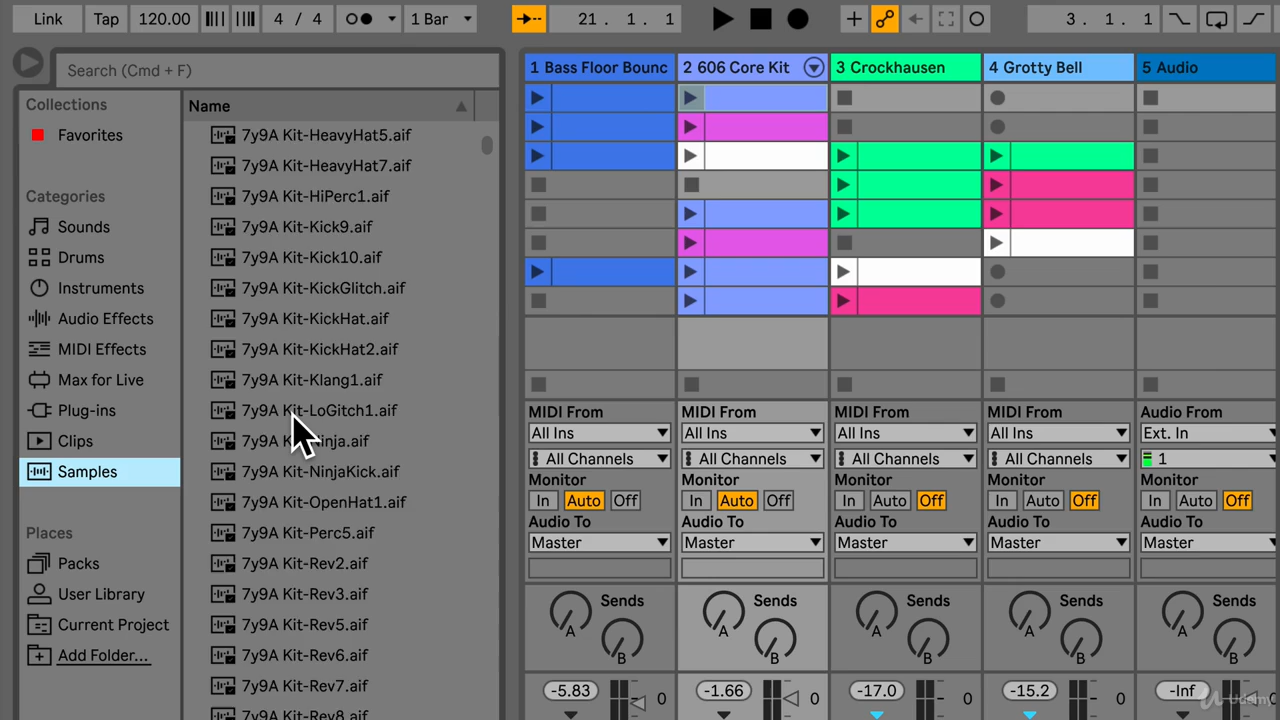 Link Tap 120.00 4 / 4 1 Bar 21. 1. 1 3. 1. 1
Search (Cmd + F)
Collections
Favorites
Categories
Sounds
Drums
Instruments
Audio Effects
MIDI Effects
Max for Live
Plug-ins
Clips
Samples
Places
Packs
User Library
Current Project
Add Folder...
Name
7y9A Kit-HeavyHat5.aif
7y9A Kit-HeavyHat7.aif
7y9A Kit-HiPerc1.aif
7y9A Kit-Kick9.aif
7y9A Kit-Kick10.aif
7y9A Kit-KickGlitch.aif
7y9A Kit-KickHat.aif
7y9A Kit-KickHat2.aif
7y9A Kit-Klang1.aif
7y9A Kit-LoGitch1.aif
7y9A Kit-Ninja.aif
7y9A Kit-NinjaKick.aif
7y9A Kit-OpenHat1.aif
7y9A Kit-Perc5.aif
7y9A Kit-Rev2.aif
7y9A Kit-Rev3.aif
7y9A Kit-Rev5.aif
7y9A Kit-Rev6.aif
7y9A Kit-Rev7.aif
7y9A Kit-Rev8.aif
1 Bass Floor Bounc 2 606 Core Kit 3 Crockhausen 4 Grotty Bell 5 Audio
MIDI From MIDI From MIDI From MIDI From Audio From
All Ins All Ins All Ins All Ins Ext. In
All Channels All Channels All Channels All Channels 1
Monitor Monitor Monitor Monitor Monitor
In Auto Off In Auto Off In Auto Off In Auto Off In Auto Off
Audio To Audio To Audio To Audio To Audio To
Master Master Master Master Master
Sends Sends Sends Sends Sends
A A A A A
B B B B B
-5.83 0 -1.66 0 -17.0 0 -15.2 0 -Inf
Udemy